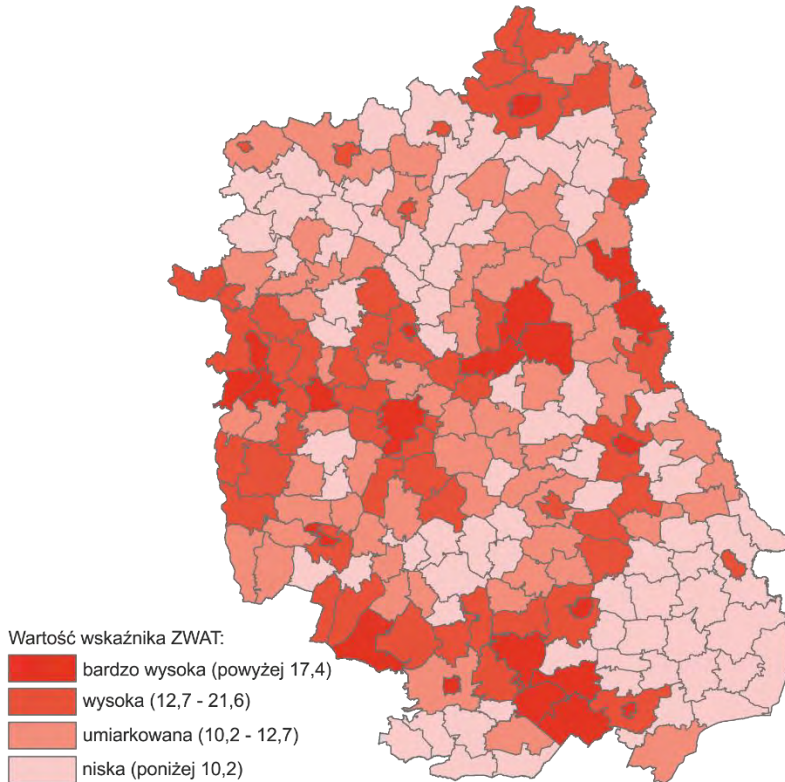 Wartość wskaźnika ZWAT:
bardzo wysoka (powyżej 17,4)
wysoka (12,7 - 21,6)
umiarkowana (10,2 - 12,7)
niska (poniżej 10,2)